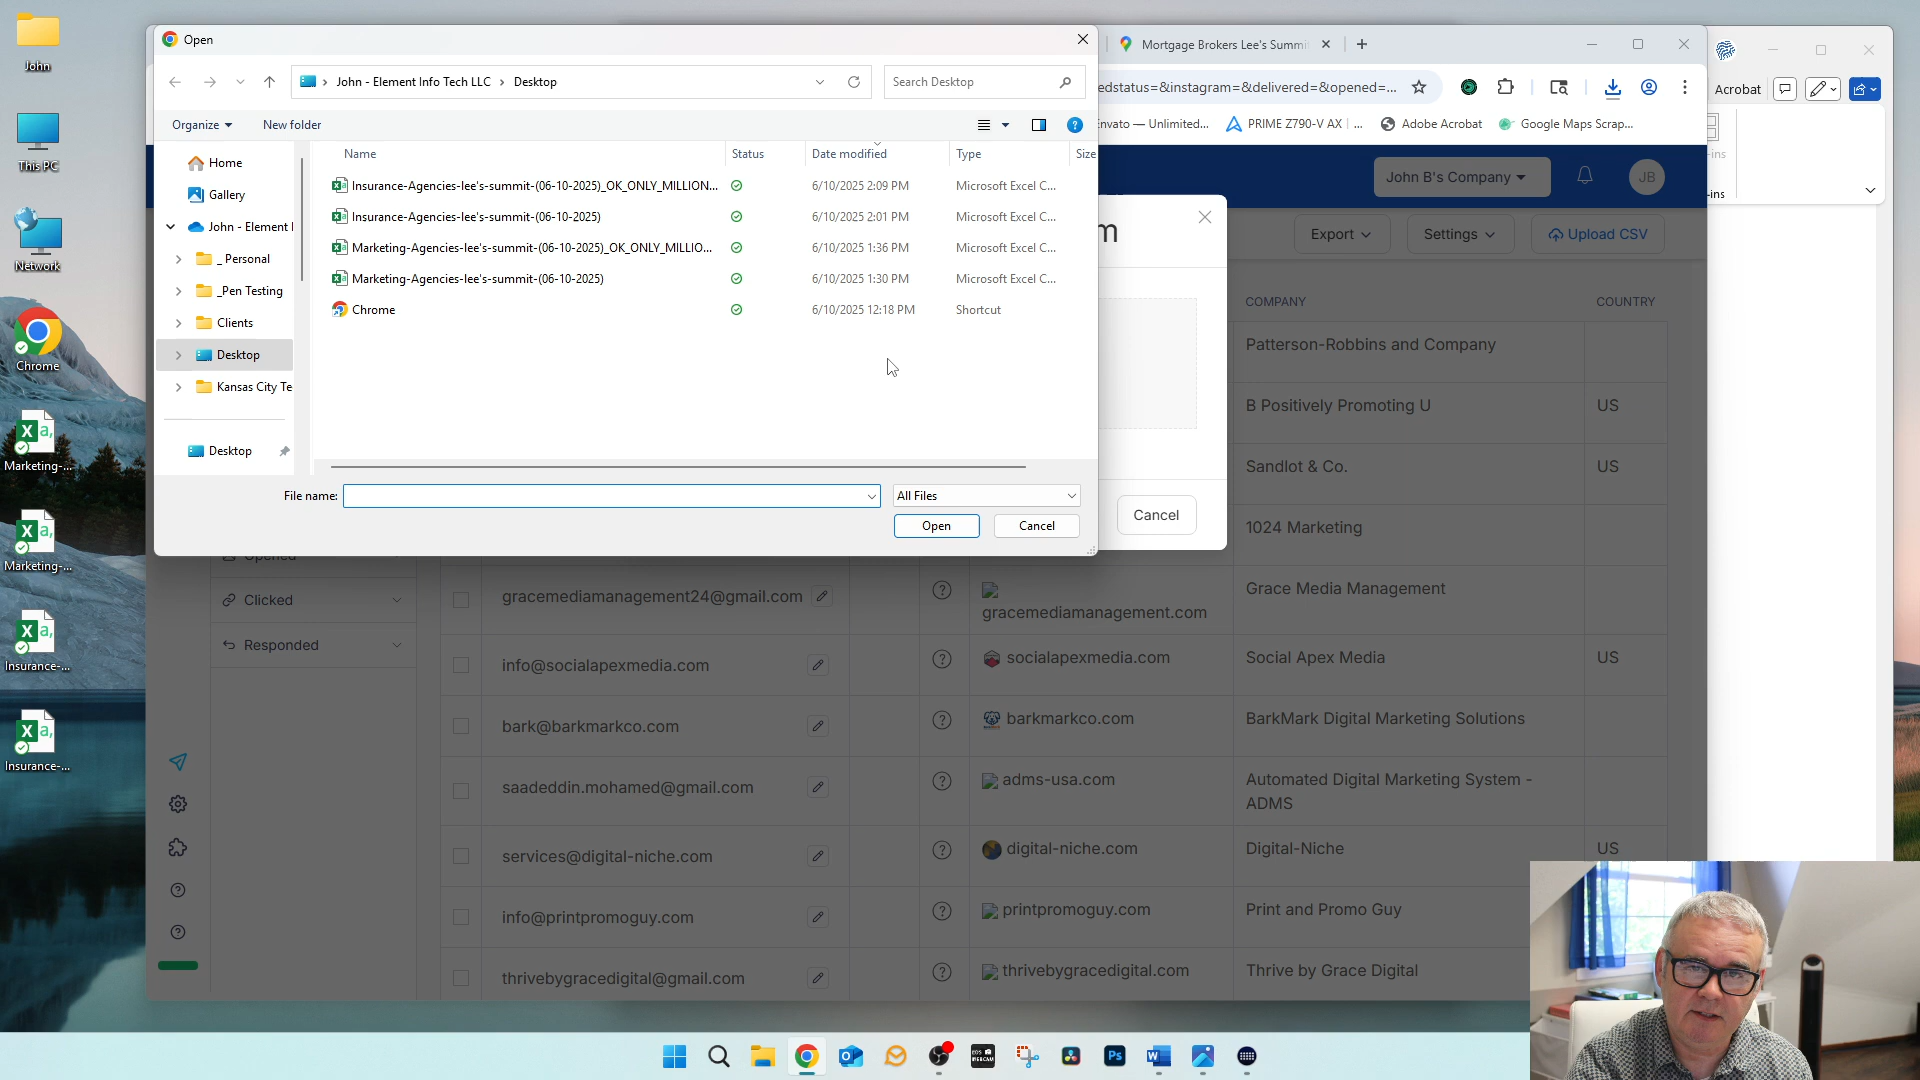 John
This PC
Network
Chrome
Marketing-...
Marketing-...
Insurance-...
Insurance-...
Open
John - Element Info Tech LLC > Desktop
Search Desktop
Organize
New folder
Home
Gallery
John - Element I
_ Personal
_Pen Testing
Clients
Desktop
Kansas City Te
Desktop
Name
Status
Date modified
Type
Size
Insurance-Agencies-lee's-summit-(06-10-2025)_OK_ONLY_MILLION... 6/10/2025 2:09 PM Microsoft Excel C...
Insurance-Agencies-lee's-summit-(06-10-2025) 6/10/2025 2:01 PM Microsoft Excel C...
Marketing-Agencies-lee's-summit-(06-10-2025)_OK_ONLY_MILLIO... 6/10/2025 1:36 PM Microsoft Excel C...
Marketing-Agencies-lee's-summit-(06-10-2025) 6/10/2025 1:30 PM Microsoft Excel C...
Chrome 6/10/2025 12:18 PM Shortcut
File name:
All Files
Open
Cancel
Mortgage Brokers Lee's Summi
edstatus=&instagram=&delivered=&opened=...
Envato — Unlimited...
PRIME Z790-V AX | ...
Adobe Acrobat
Google Maps Scrap...
Acrobat
-ins
-ins
John B's Company
JB
m
Export
Settings
Upload CSV
Cancel
COMPANY
COUNTRY
Patterson-Robbins and Company
B Positively Promoting U
US
Sandlot & Co.
US
1024 Marketing
Opened
Clicked
Responded
gracemediamanagement24@gmail.com
gracemediamanagement.com
Grace Media Management
info@socialapexmedia.com
socialapexmedia.com
Social Apex Media
US
bark@barkmarkco.com
barkmarkco.com
BarkMark Digital Marketing Solutions
saadeddin.mohamed@gmail.com
adms-usa.com
Automated Digital Marketing System -
ADMS
services@digital-niche.com
digital-niche.com
Digital-Niche
US
info@printpromoguy.com
printpromoguy.com
Print and Promo Guy
thrivebygracedigital@gmail.com
thrivebygracedigital.com
Thrive by Grace Digital
EOS
WEBCAM
Ps